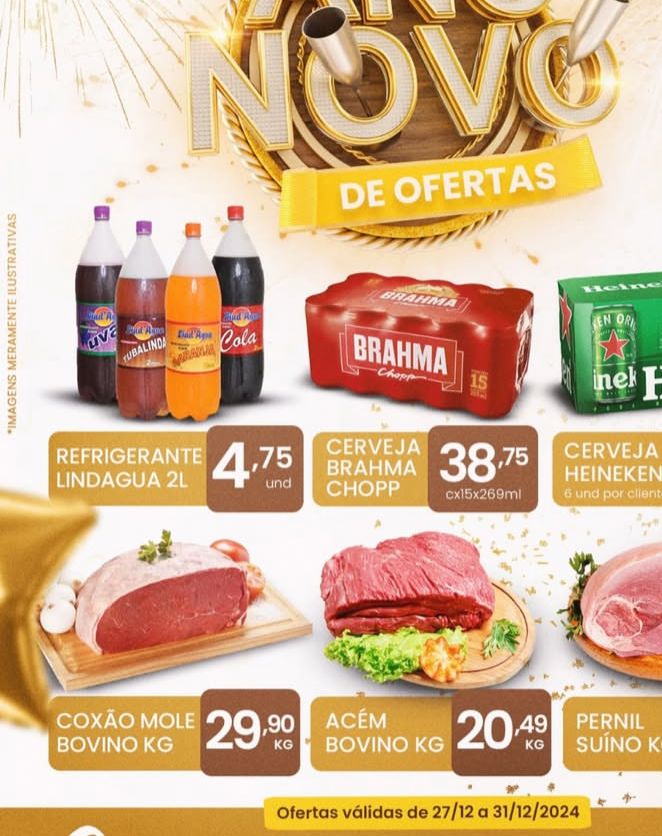 NOVO
DE OFERTAS
*IMAGENS MERAMENTE ILUSTRATIVAS
uva
TUBALINDA
LARANJA
Cola
BRAHMA
BRAHMA
Chopp
15
Heine
REFRIGERANTE
LINDAGUA 2L
4,75
und
CERVEJA
BRAHMA
CHOPP
38,75
cx15x269ml
CERVEJA
HEINEKEN
6 und por client
COXÃO MOLE
BOVINO KG
29,90
KG
ACÉM
BOVINO KG
20,49
KG
PERNIL
SUÍNO K
Ofertas válidas de 27/12 a 31/12/2024